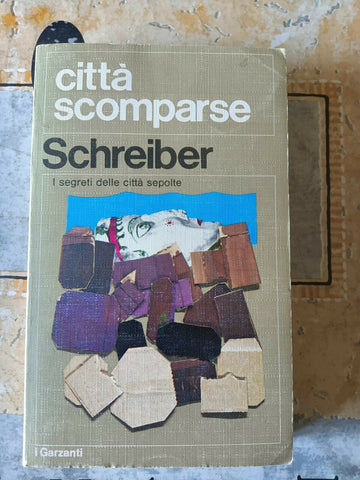 città
scomparse
Schreiber
I segreti delle città sepolte
i Garzanti